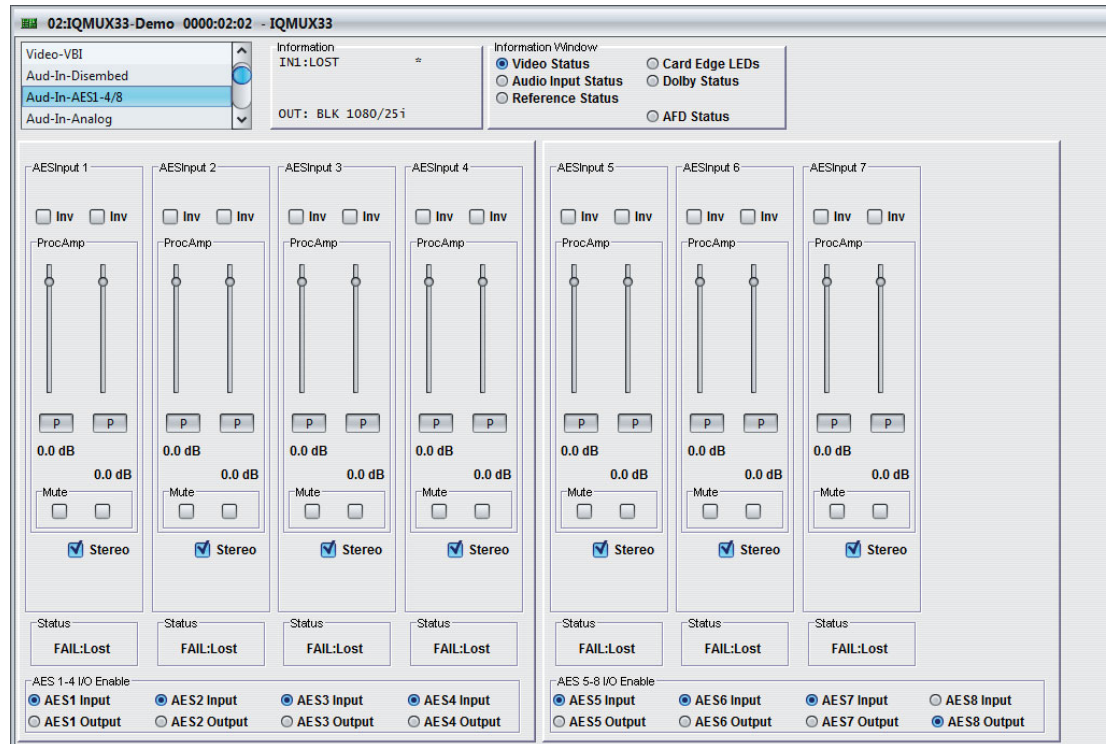 02:IQMUX33-Demo 0000:02:02 - IQMUX33
Video-VBI
Aud-In-Disembed
Aud-In-AES1-4/8
Aud-In-Analog
Information
IN1:LOST *
OUT: BLK 1080/25i
Information Window
Video Status Card Edge LEDs
Audio Input Status Dolby Status
Reference Status
AFD Status
AESInput 1 AESInput 2 AESInput 3 AESInput 4 AESInput 5 AESInput 6 AESInput 7
Inv Inv Inv Inv Inv Inv Inv Inv Inv Inv Inv Inv Inv Inv
ProcAmp ProcAmp ProcAmp ProcAmp ProcAmp ProcAmp ProcAmp
P P P P P P P P P P P P P P
0.0 dB 0.0 dB 0.0 dB 0.0 dB 0.0 dB 0.0 dB 0.0 dB
0.0 dB 0.0 dB 0.0 dB 0.0 dB 0.0 dB 0.0 dB 0.0 dB
Mute Mute Mute Mute Mute Mute Mute
Stereo Stereo Stereo Stereo Stereo Stereo Stereo
Status Status Status Status Status Status Status
FAIL:Lost FAIL:Lost FAIL:Lost FAIL:Lost FAIL:Lost FAIL:Lost FAIL:Lost
AES 1-4 I/O Enable AES 5-8 I/O Enable
AES1 Input AES2 Input AES3 Input AES4 Input AES5 Input AES6 Input AES7 Input AES8 Input
AES1 Output AES2 Output AES3 Output AES4 Output AES5 Output AES6 Output AES7 Output AES8 Output